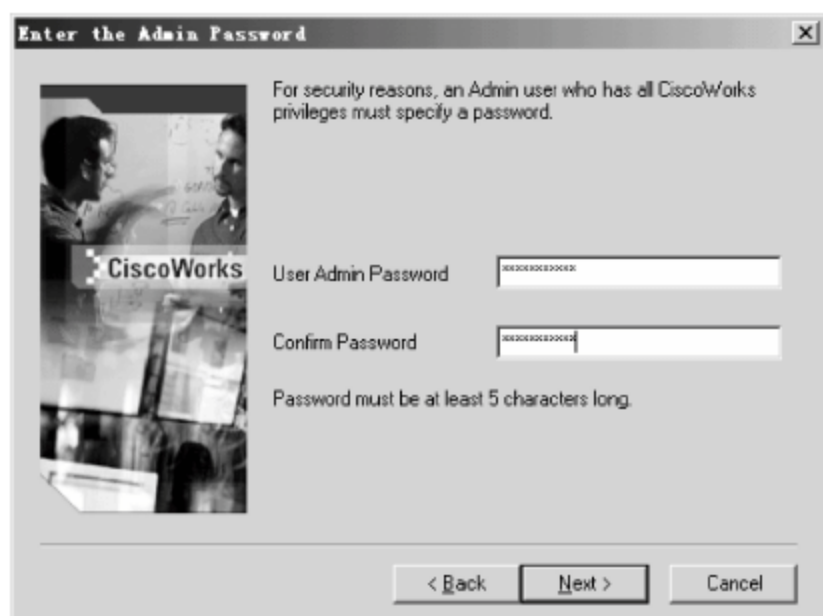 Enter the Admin Password
For security reasons, an Admin user who has all CiscoWorks
privileges must specify a password.
CiscoWorks
User Admin Password
***********
Confirm Password
***********
Password must be at least 5 characters long.
< Back
Next >
Cancel